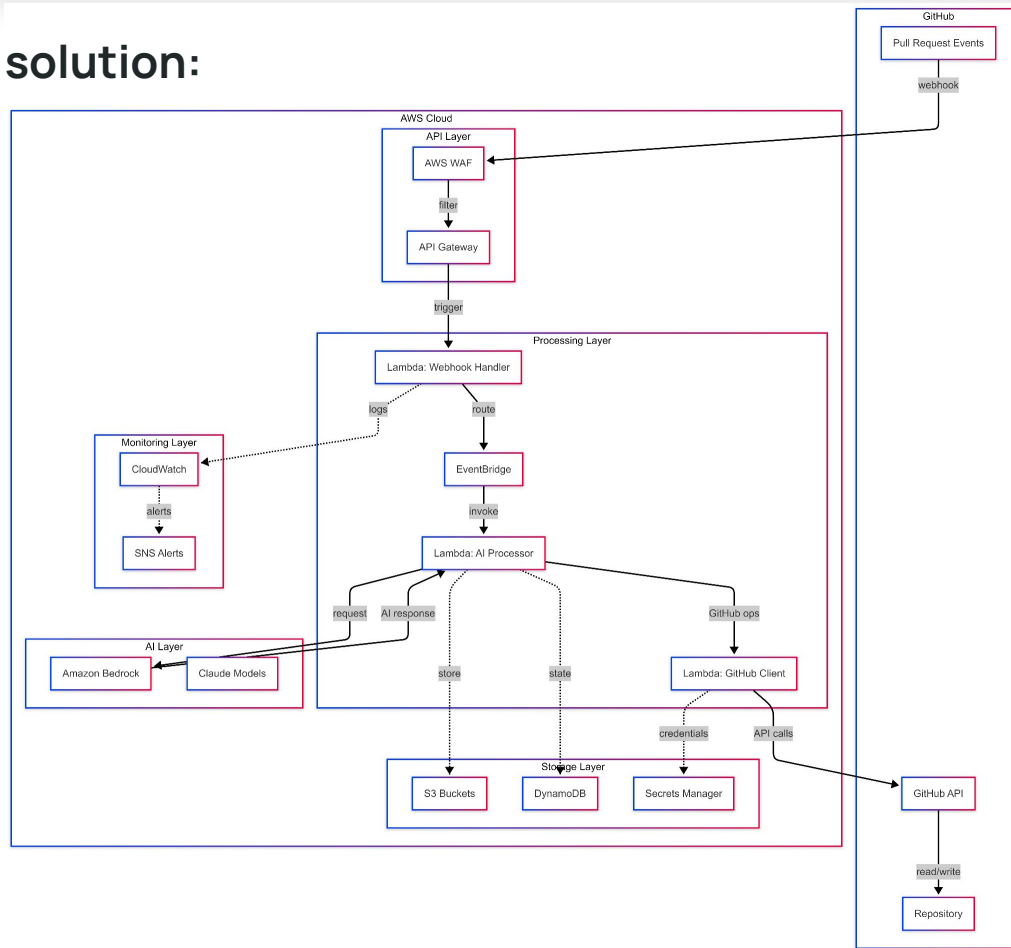 GitHub
Pull Request Events
solution:
webhook
AWS Cloud
API Layer
AWS WAF
filter
API Gateway
trigger
Processing Layer
Lambda: Webhook Handler
logs
route
Monitoring Layer
CloudWatch
EventBridge
alerts
invoke
SNS Alerts
Lambda: AI Processor
request
AI response
GitHub ops
AI Layer
Amazon Bedrock
Claude Models
store
state
Lambda: GitHub Client
credentials
API calls
Storage Layer
S3 Buckets
DynamoDB
Secrets Manager
GitHub API
read/write
Repository